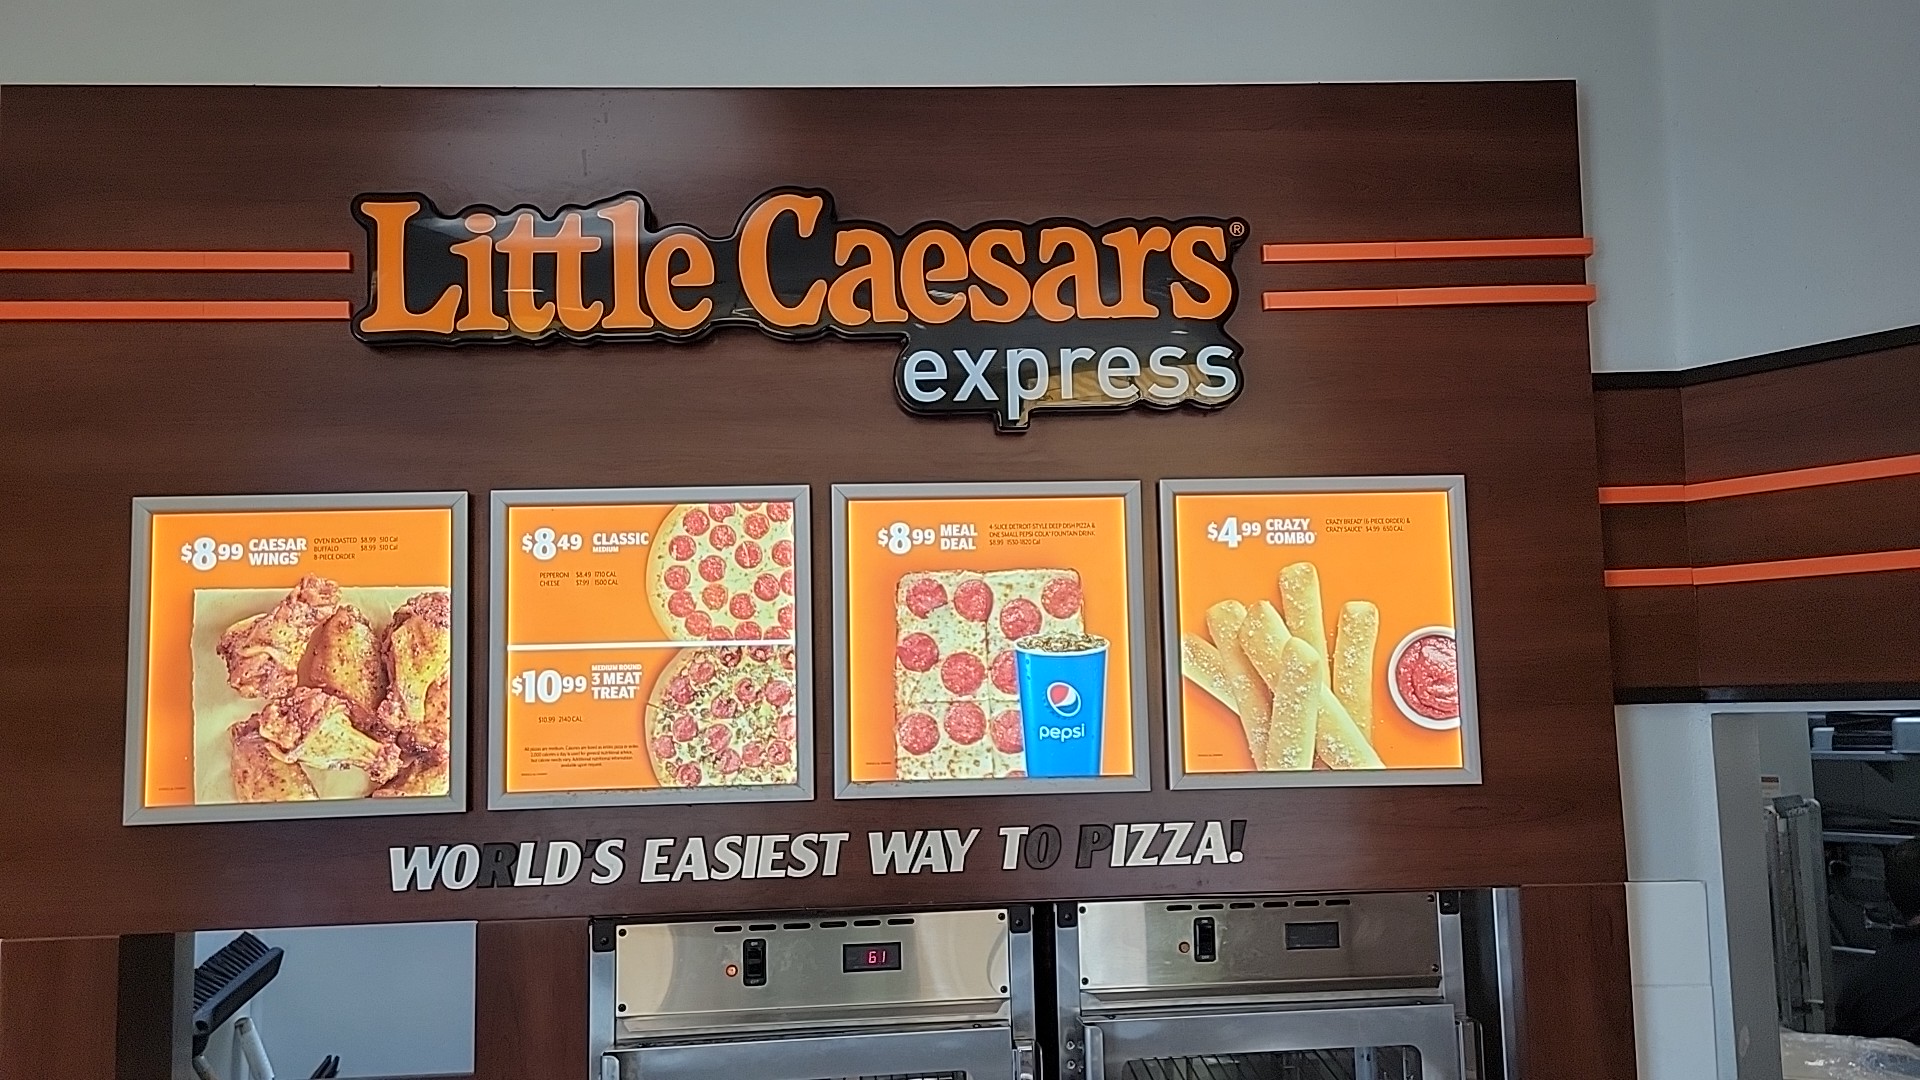 Little Caesars®
express
$8.99 CAESAR WINGS®
OVEN ROASTED $8.99 510 Cal
BUFFALO $8.99 510 Cal
8-PIECE ORDER
$8.49 CLASSIC
MEDIUM
PEPPERONI $8.49 1710 CAL
CHEESE $7.99 1500 CAL
$10.99 MEDIUM ROUND
3 MEAT
TREAT
$10.99 2140 CAL
$8.99 MEAL DEAL
4-SLICE DETROIT-STYLE DEEP DISH PIZZA &
ONE SMALL PEPSI COLA® FOUNTAIN DRINK
$8.99 1530-1820 Cal
pepsi
$4.99 CRAZY COMBO
CRAZY BREAD® (6 PIECE ORDER) &
CRAZY SAUCE® $4.99 650 CAL
WORLD'S EASIEST WAY TO PIZZA!
61